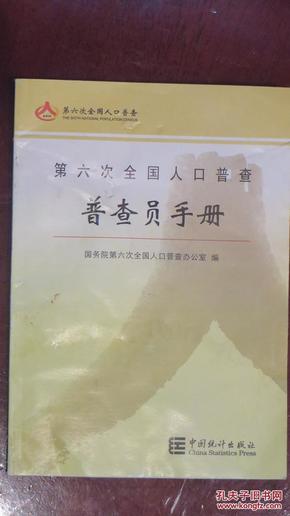 第六次全国人口普查
THE SIXTH NATIONAL POPULATION CENSUS
第六次全国人口普查
普查员手册
国务院第六次全国人口普查办公室 编
中国统计出版社
China Statistics Press
孔夫子旧书网